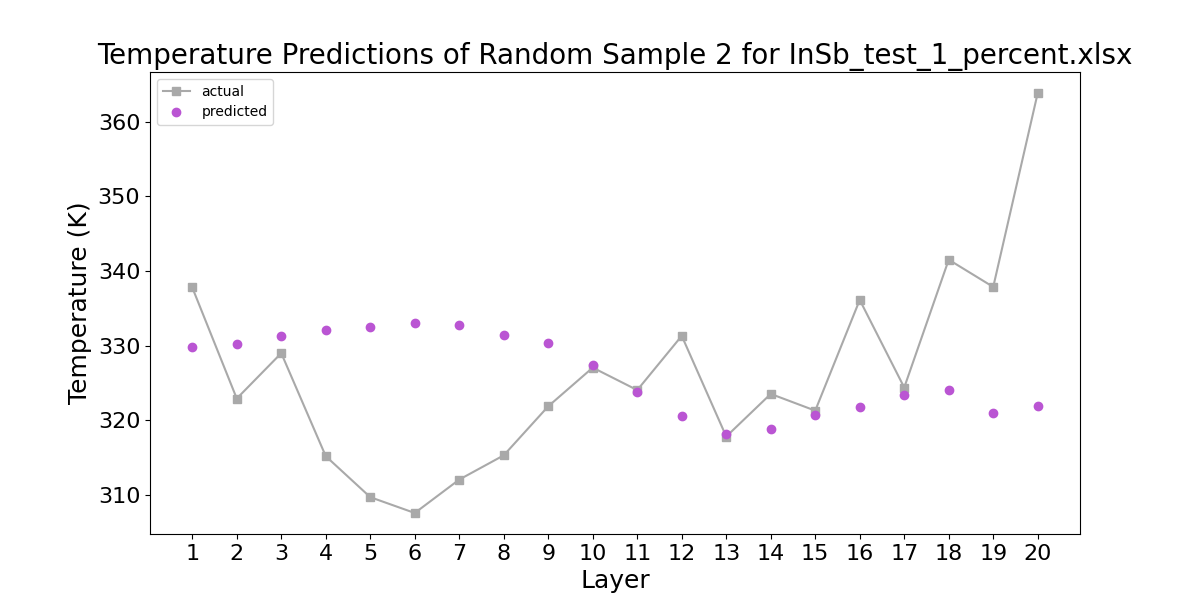 Temperature Predictions of Random Sample 2 for InSb_test_1_percent.xlsx
actual
predicted
360
350
340
330
320
310
Temperature (K)
1 2 3 4 5 6 7 8 9 10 11 12 13 14 15 16 17 18 19 20
Layer